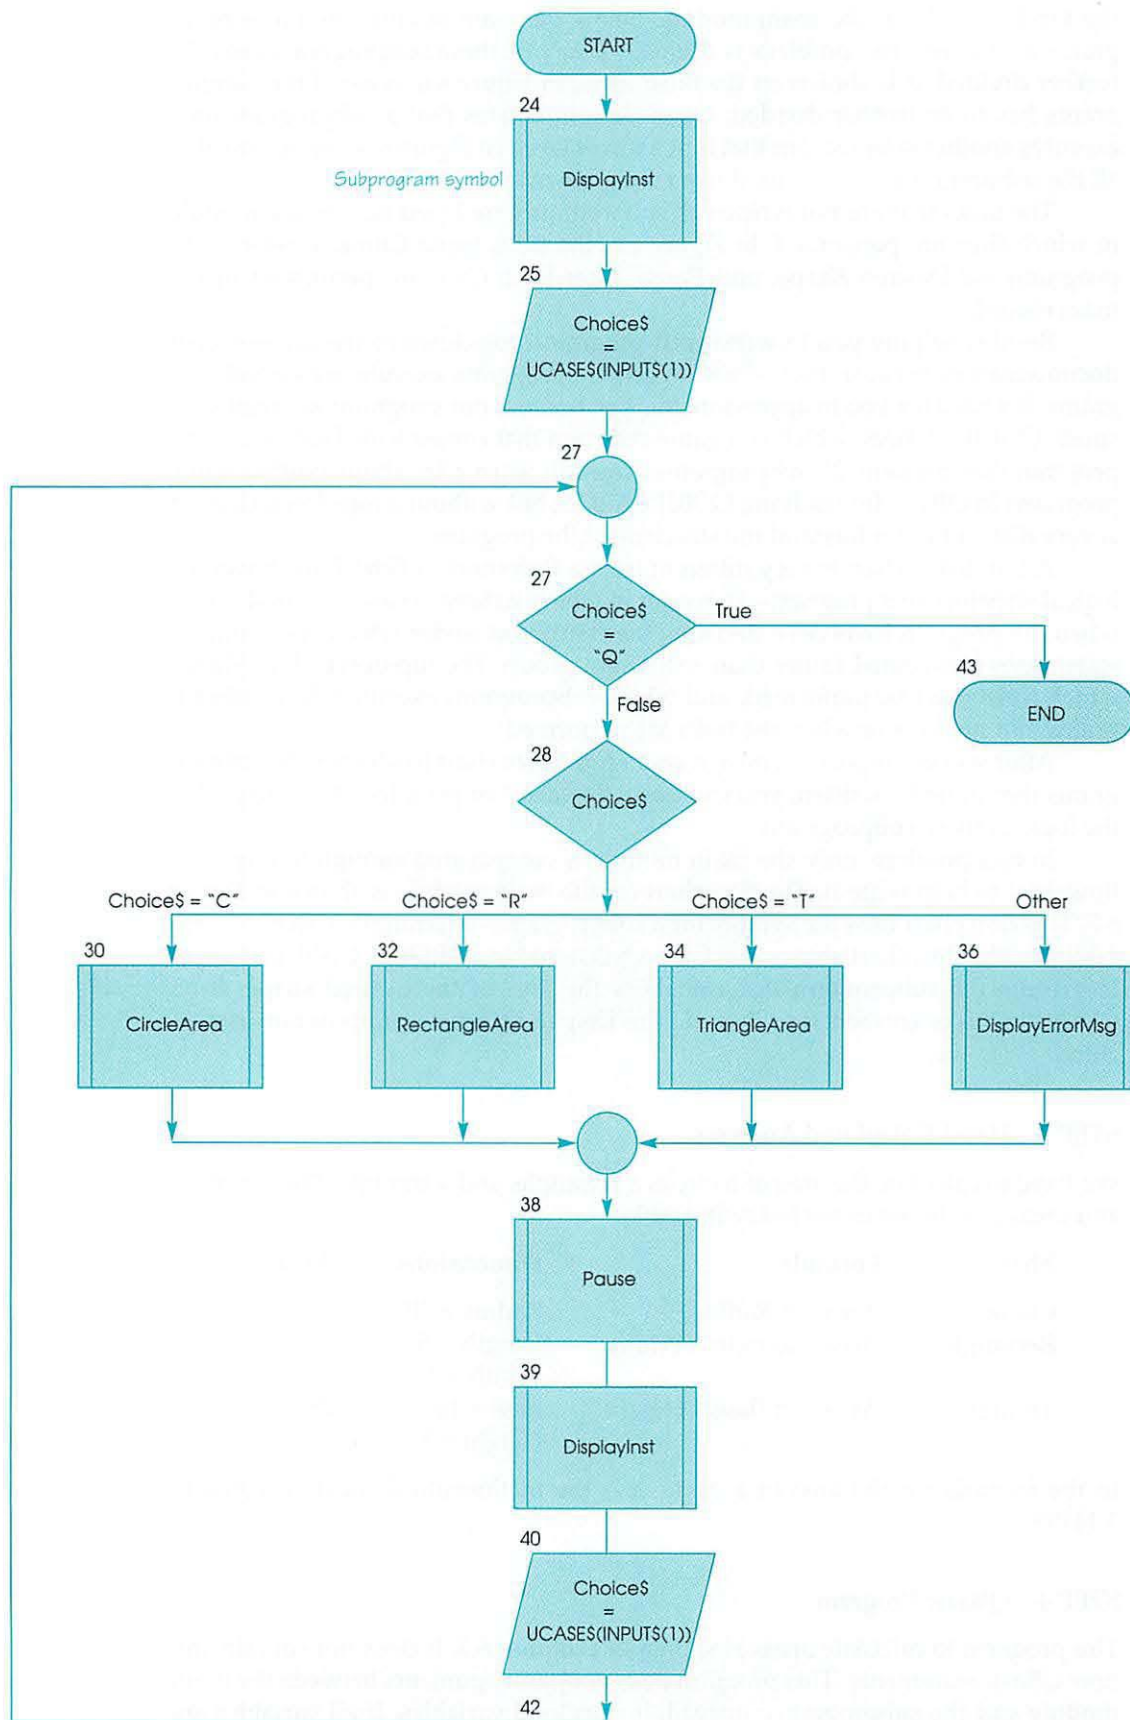 START
24
Subprogram symbol
DisplayInst
25
Choice$
=
UCASE$(INPUT$(1))
27
27
Choice$
=
"Q"
True
43
END
False
28
Choice$
Choice$ = "C"
Choice$ = "R"
Choice$ = "T"
Other
30
32
34
36
CircleArea
RectangleArea
TriangleArea
DisplayErrorMsg
38
Pause
39
DisplayInst
40
Choice$
=
UCASE$(INPUT$(1))
42